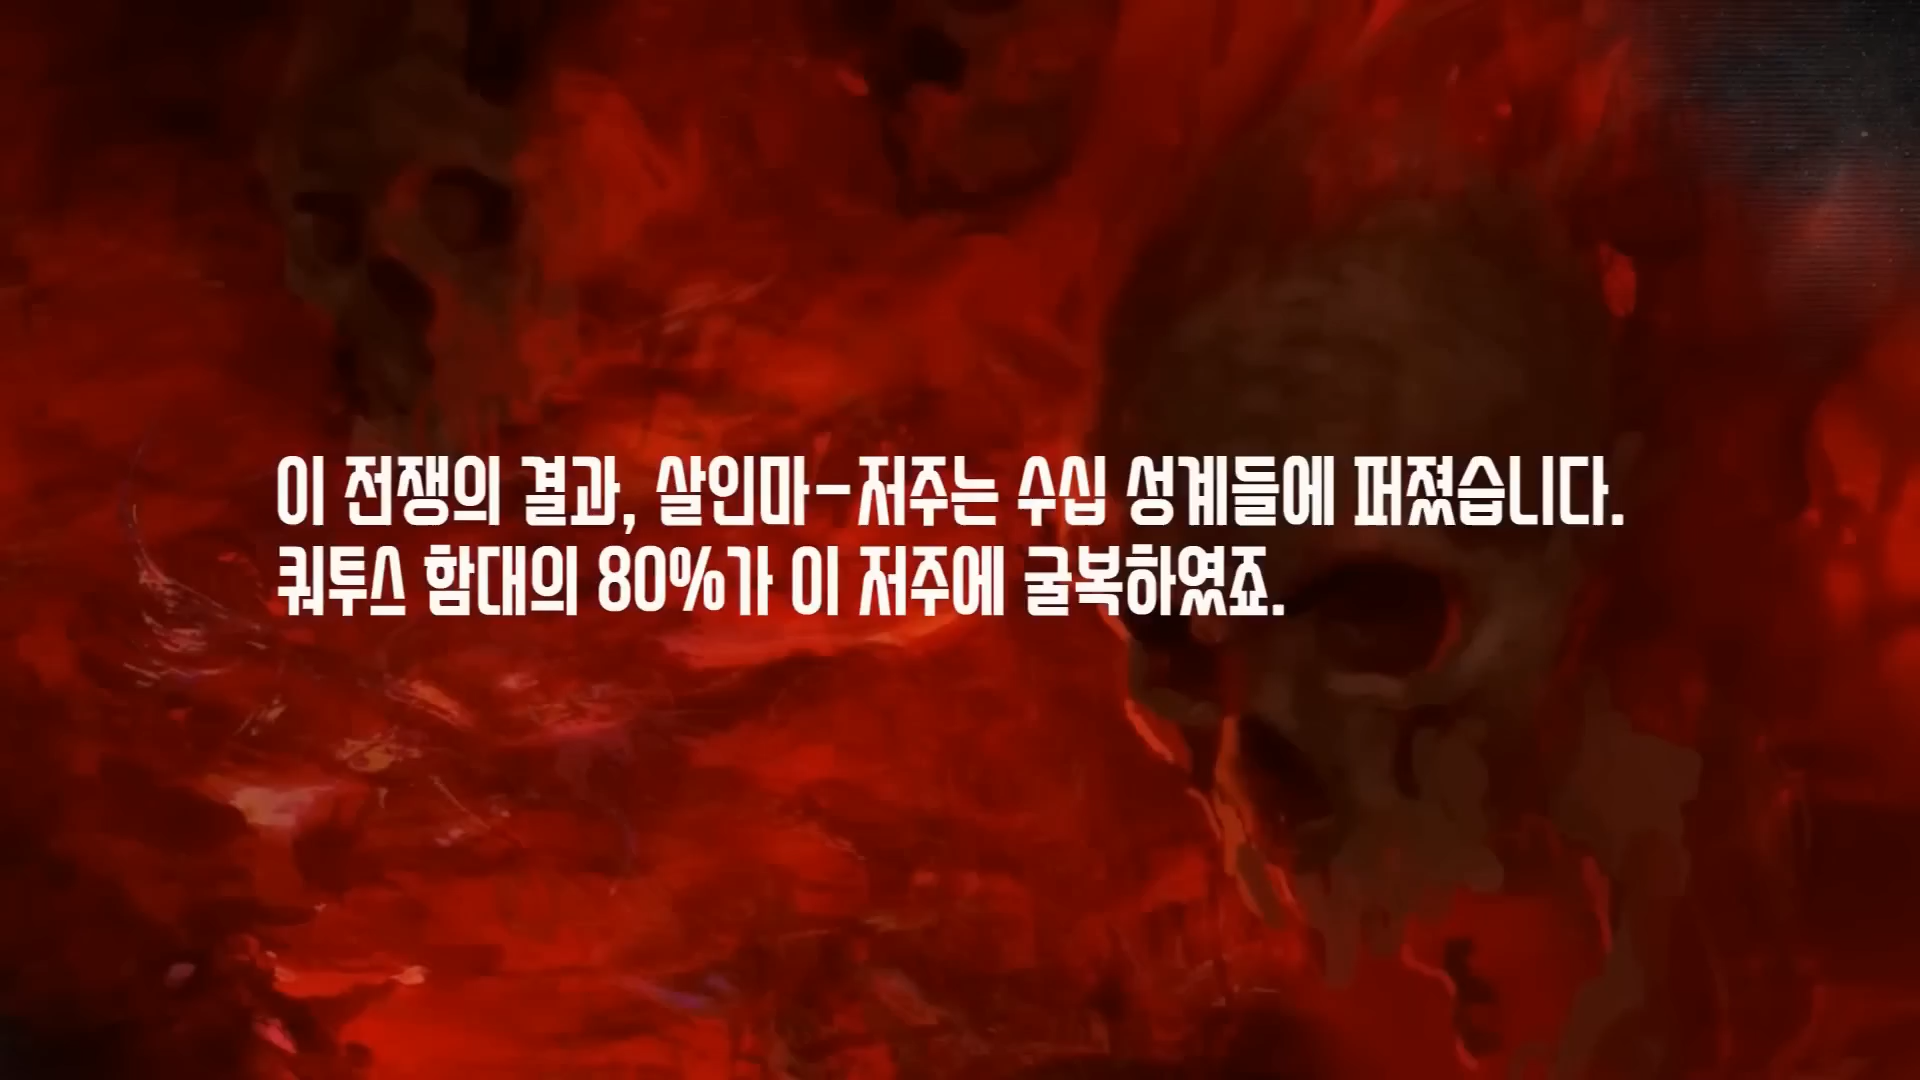 이 전쟁의 결과, 살인마-저주는 수십 성계들에 퍼졌습니다.
쿼투스 함대의 80%가 이 저주에 굴복하였죠.